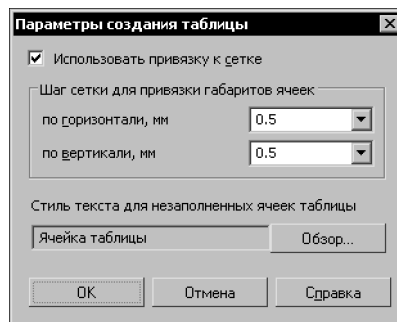 Параметры создания таблицы
Использовать привязку к сетке
Шаг сетки для привязки габаритов ячеек
по горизонтали, мм 0.5
по вертикали, мм 0.5
Стиль текста для незаполненных ячеек таблицы
Ячейка таблицы Обзор...
OK Отмена Справка